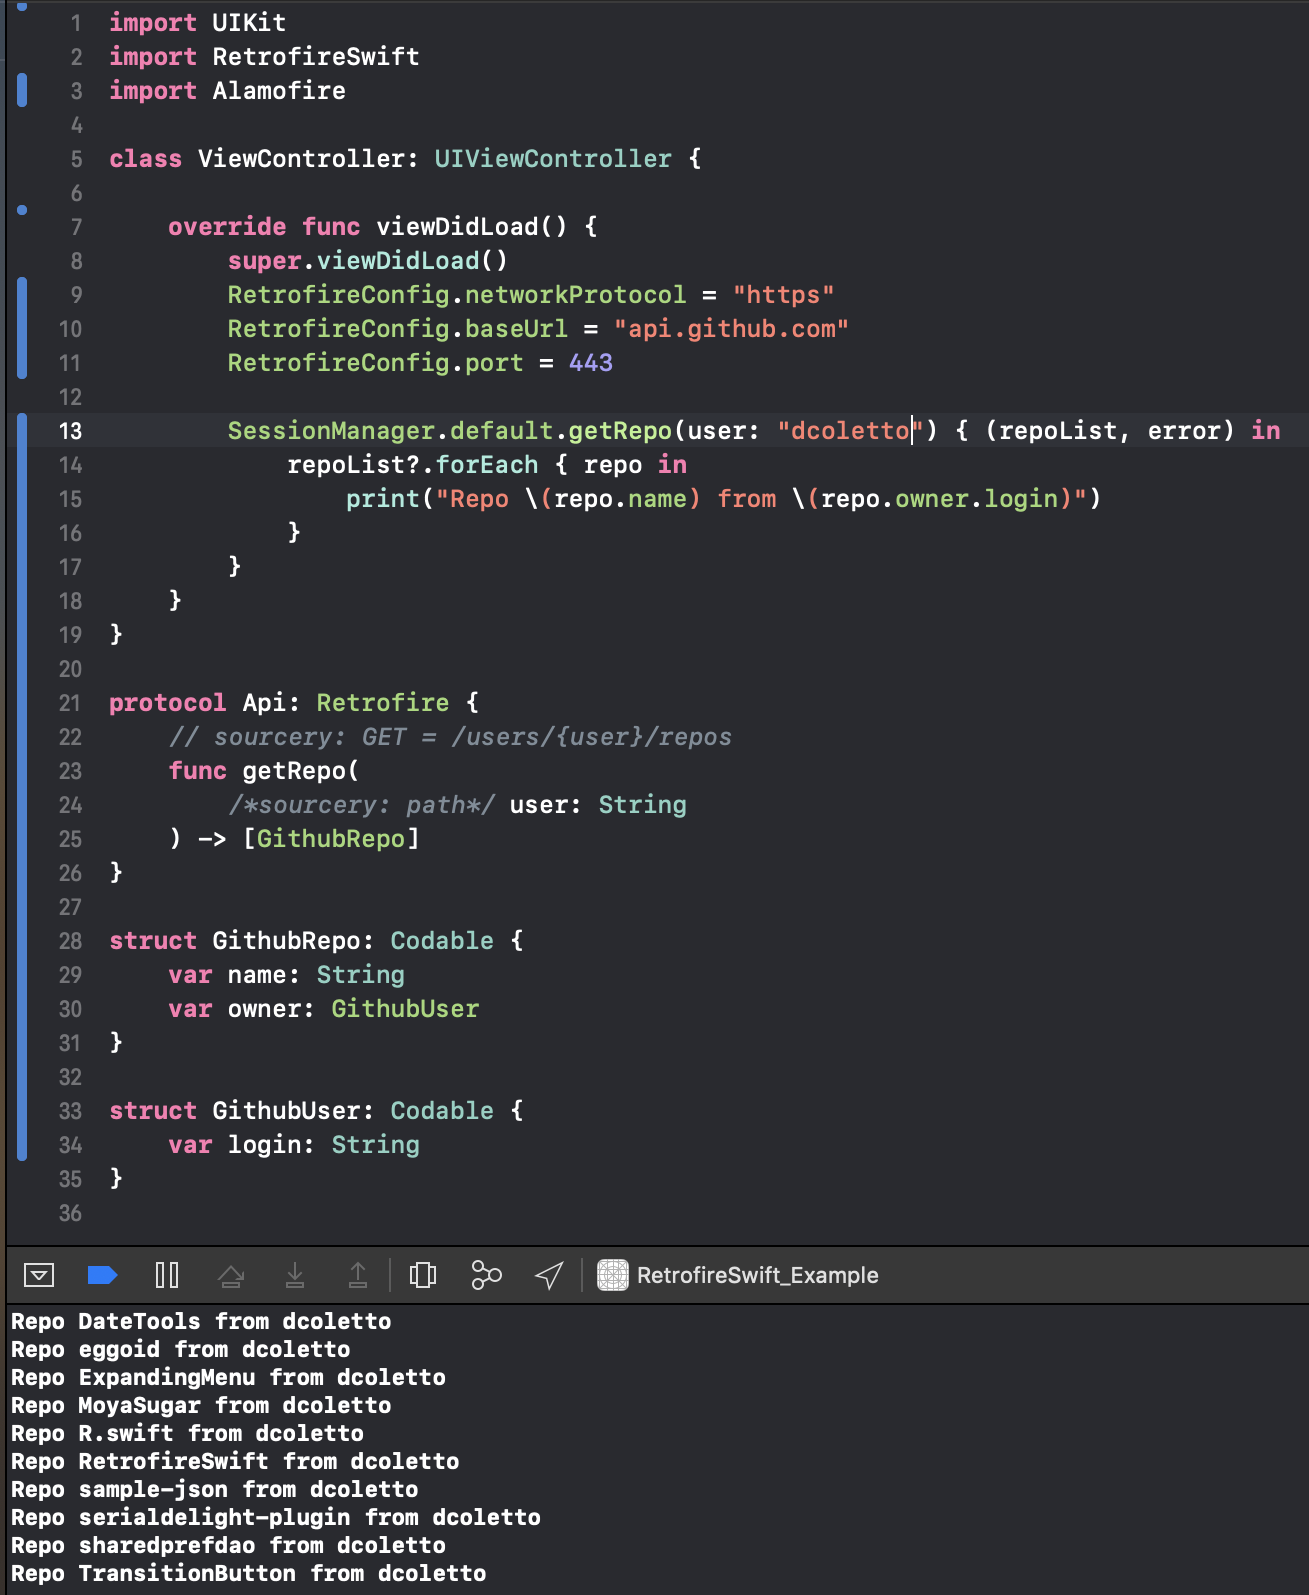 1 import UIKit
2 import RetrofireSwift
3 import Alamofire
4
5 class ViewController: UIViewController {
6
7     override func viewDidLoad() {
8         super.viewDidLoad()
9         RetrofireConfig.networkProtocol = "https"
10         RetrofireConfig.baseUrl = "api.github.com"
11         RetrofireConfig.port = 443
12
13         SessionManager.default.getRepo(user: "dcoletto") { (repoList, error) in
14             repoList?.forEach { repo in
15                 print("Repo \(repo.name) from \(repo.owner.login)")
16             }
17         }
18     }
19 }
20
21 protocol Api: Retrofire {
22     // sourcery: GET = /users/{user}/repos
23     func getRepo(
24         /*sourcery: path*/ user: String
25     ) -> [GithubRepo]
26 }
27
28 struct GithubRepo: Codable {
29     var name: String
30     var owner: GithubUser
31 }
32
33 struct GithubUser: Codable {
34     var login: String
35 }
36
RetrofireSwift_Example
Repo DateTools from dcoletto
Repo eggoid from dcoletto
Repo ExpandingMenu from dcoletto
Repo MoyaSugar from dcoletto
Repo R.swift from dcoletto
Repo RetrofireSwift from dcoletto
Repo sample-json from dcoletto
Repo serialdelight-plugin from dcoletto
Repo sharedprefdao from dcoletto
Repo TransitionButton from dcoletto